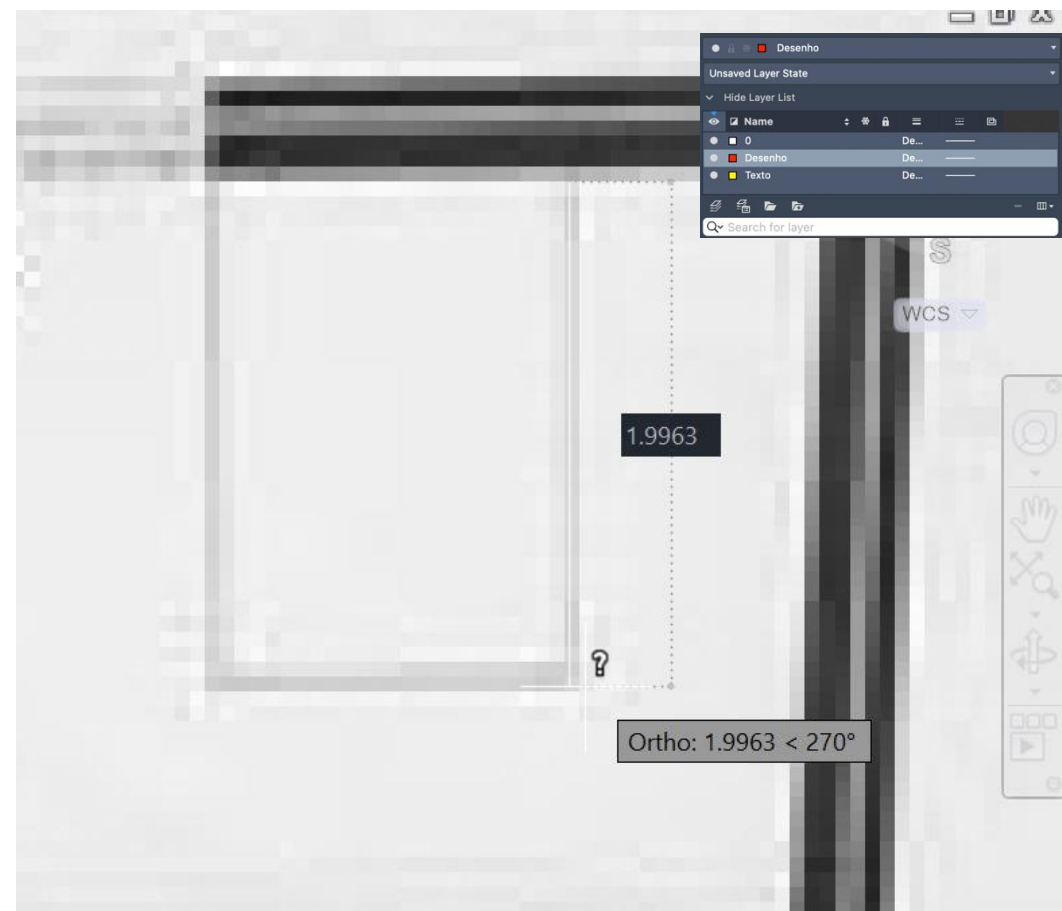 Desenho
Unsaved Layer State
Hide Layer List
Name
0 De...
Desenho De...
Texto De...
Search for layer
S
WCS
1.9963
?
Ortho: 1.9963 < 270°